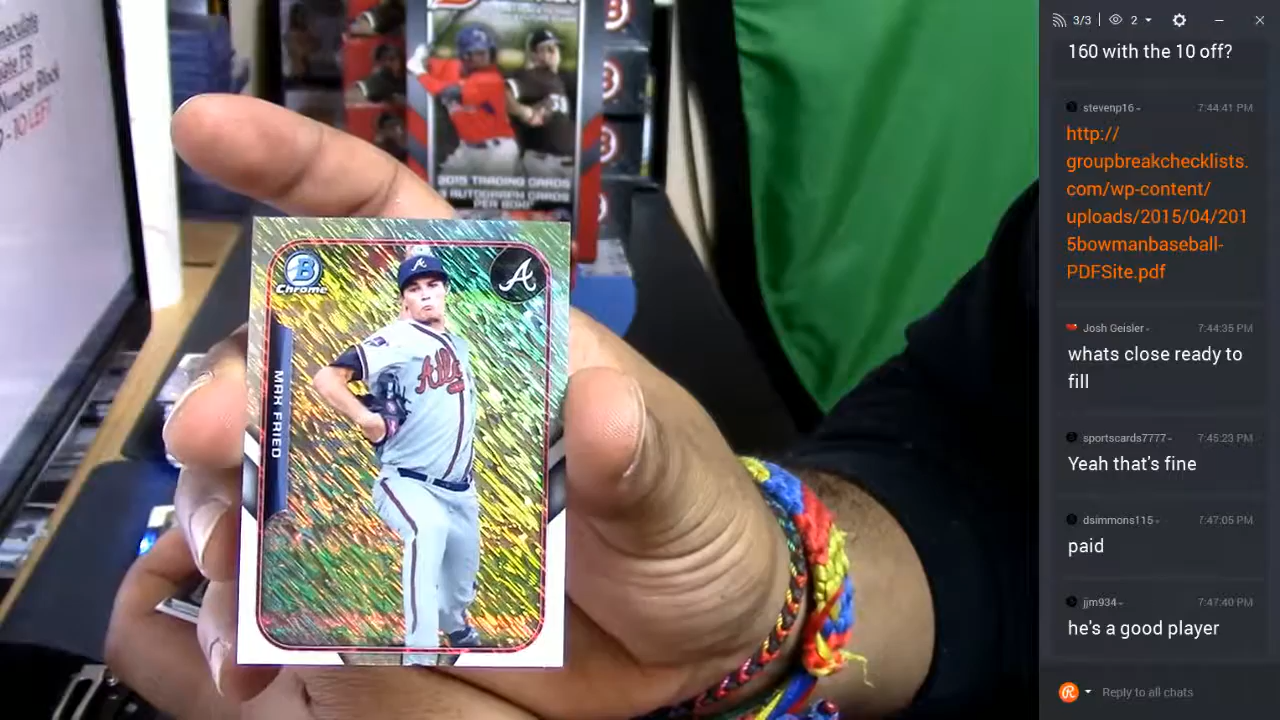 Number Block
10 LEFT
2015 TRADING CARDS
AUTOGRAPH CARDS
PER BOX!
B
Chrome
A
MAX FRIED
3/3
2
160 with the 10 off?
stevenp16
7:44:41 PM
http://
groupbreakchecklists.
com/wp-content/
uploads/2015/04/201
5bowmanbaseball-
PDFSite.pdf
Josh Geisler
7:44:35 PM
whats close ready to
fill
sportscards7777
7:45:23 PM
Yeah that's fine
dsimmons115
7:47:05 PM
paid
jjm934
7:47:40 PM
he's a good player
Reply to all chats